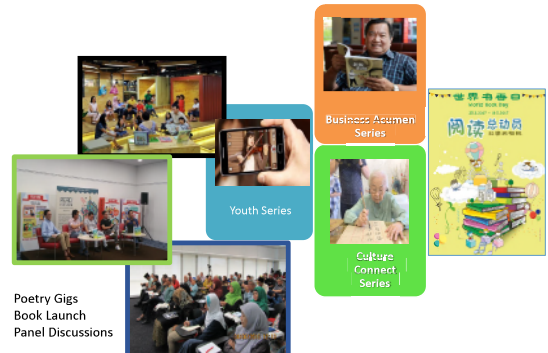 Business Acumen
Series
世界书香日
World Book Day
阅读
总动员
Youth Series
Culture
Connect
Series
Poetry Gigs
Book Launch
Panel Discussions